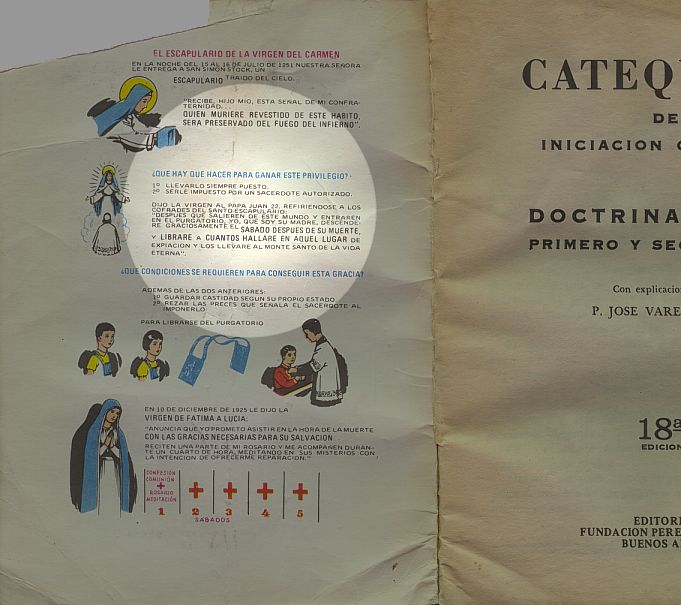 EL ESCAPULARIO DE LA VIRGEN DEL CARMEN
EN LA NOCHE DEL 15 AL 16 DE JULIO DE 1251 NUESTRA SEÑORA
LE ENTREGA A SAN SIMON STOCK, UN
ESCAPULARIO TRAIDO DEL CIELO.
"RECIBE, HIJO MIO, ESTA SEÑAL DE MI CONFRA-
TERNIDAD. .
QUIEN MURIERE REVESTIDO DE ESTE HABITO,
SERA PRESERVADO DEL FUEGO DEL INFIERNO".
¿QUE HAY QUE HACER PARA GANAR ESTE PRIVILEGIO?
1º LLEVARLO SIEMPRE PUESTO.
2º SERLE IMPUESTO POR UN SACERDOTE AUTORIZADO.
DIJO LA VIRGEN AL PAPA JUAN 22, REFIRIENDOSE A LOS
COFRADES DEL SANTO ESCAPULARIO:
"DESPUES QUE SALIEREN DE ESTE MUNDO Y ENTRAREN
EN EL PURGATORIO, YO, QUE SOY SU MADRE, DESCENDE-
RE GRACIOSAMENTE EL SABADO DESPUES DE SU MUERTE,
Y LIBRARE A CUANTOS HALLARE EN AQUEL LUGAR DE
EXPIACION Y LOS LLEVARE AL MONTE SANTO DE LA VIDA
ETERNA".
¿QUE CONDICIONES SE REQUIEREN PARA CONSEGUIR ESTA GRACIA?
ADEMAS DE LAS DOS ANTERIORES:
1º GUARDAR CASTIDAD SEGUN SU PROPIO ESTADO
2º REZAR LAS PRECES QUE SEÑALA EL SACERDOTE AL
IMPONERLO
PARA LIBRARSE DEL PURGATORIO
EN 10 DE DICIEMBRE DE 1925 LE DIJO LA
VIRGEN DE FATIMA A LUCIA:
"ANUNCIA QUE YO PROMETO ASISTIR EN LA HORA DE LA MUERTE
CON LAS GRACIAS NECESARIAS PARA SU SALVACION
RECITEN UNA PARTE DE MI ROSARIO Y ME ACOMPAÑEN DURAN-
TE UN CUARTO DE HORA, MEDITANDO EN SUS MISTERIOS CON
LA INTENCION DE OFRECERME REPARACION."
CONFESIÓN
COMUNIÓN
+
ROSARIO
MEDITACIÓN
1 2 3 4 5
SABADOS
CATEQU
DE
INICIACION C
DOCTRINA
PRIMERO Y SEG
Con explicacio
P. JOSE VARE
18ª
EDICION
EDITORI
FUNDACION PERE
BUENOS A